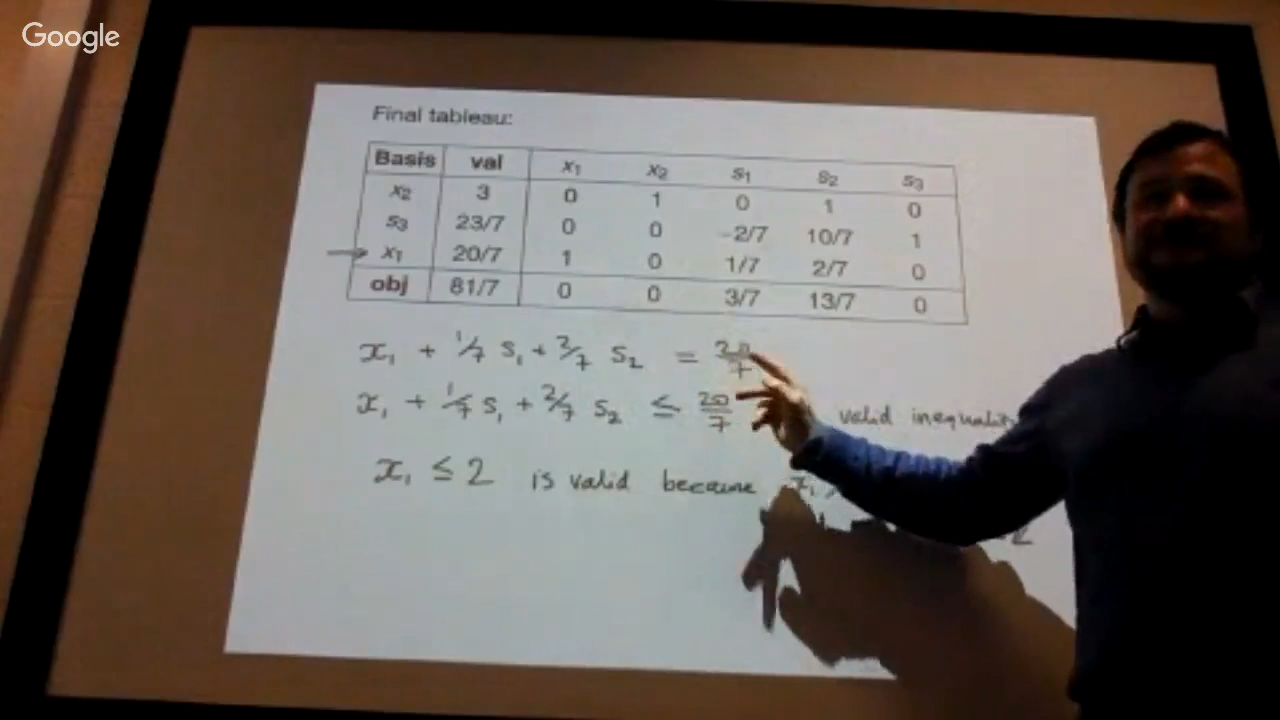 Google
Final tableau:
Basis val x₁ x₂ s₁ s₂ s₃
x₂ 3 0 1 0 1 0
s₃ 23/7 0 0 -2/7 10/7 1
→ x₁ 20/7 1 0 1/7 2/7 0
obj 81/7 0 0 3/7 13/7 0
x₁ + 1/7 s₁ + 2/7 s₂ = 20/7
x₁ + 1/7 s₁ + 2/7 s₂ ≤ 20/7 valid
x₁ ≤ 2 is valid because x₁